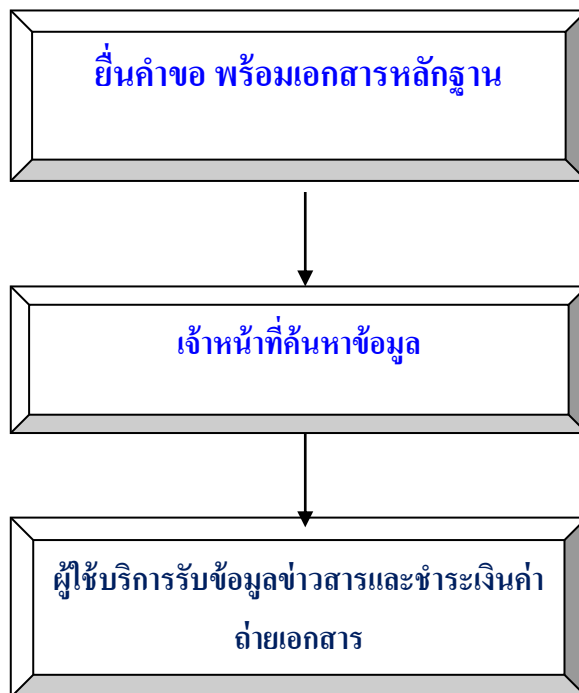 ยื่นคำขอ พร้อมเอกสารหลักฐาน
เจ้าหน้าที่ค้นหาข้อมูล
ผู้ใช้บริการรับข้อมูลข่าวสารและชำระเงินค่า
ถ่ายเอกสาร